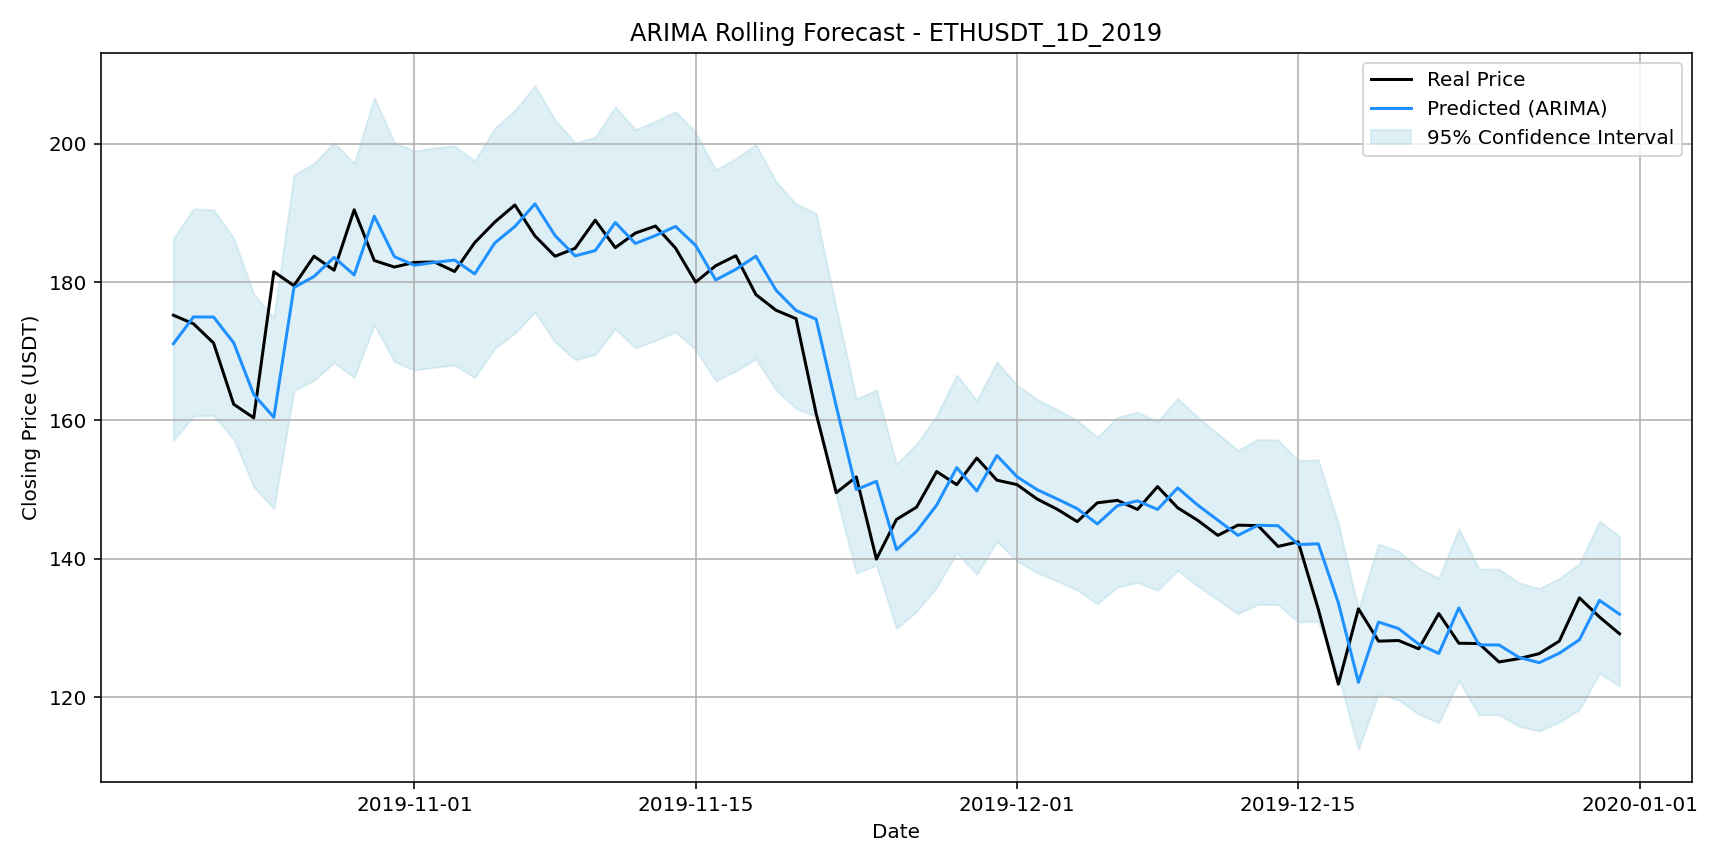 ARIMA Rolling Forecast - ETHUSDT_1D_2019
Real Price
Predicted (ARIMA)
95% Confidence Interval
Closing Price (USDT)
200
180
160
140
120
2019-11-01
2019-11-15
2019-12-01
2019-12-15
2020-01-01
Date